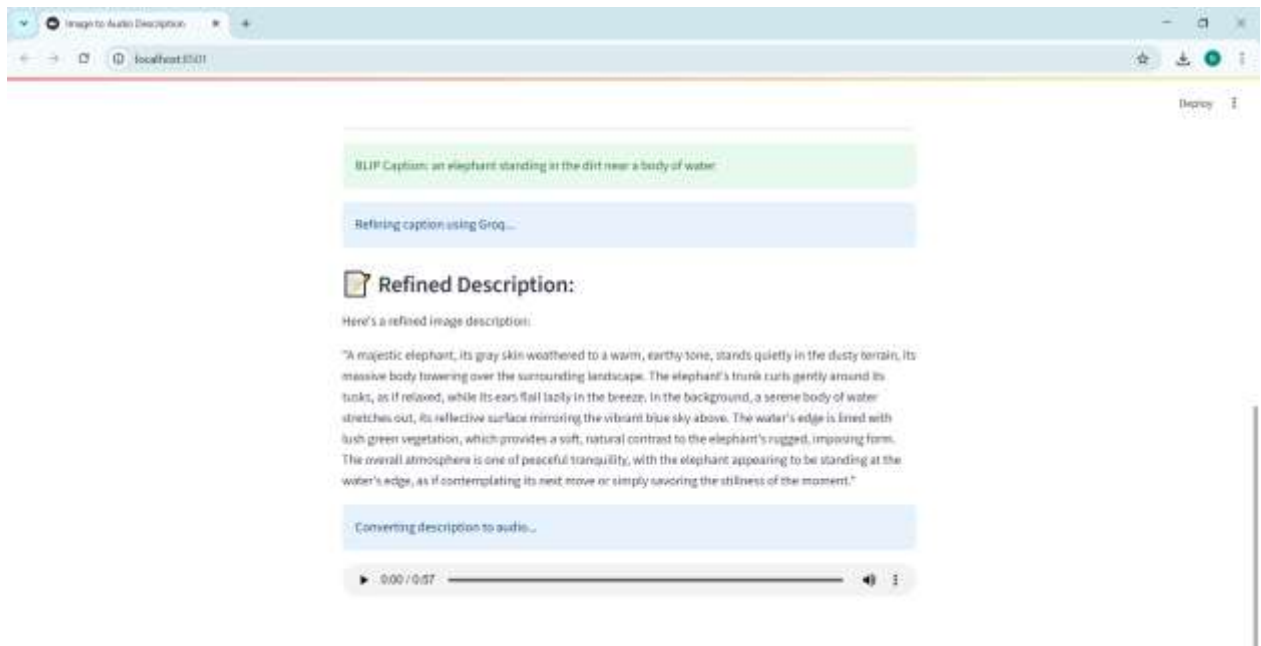 Image to Audio Description
localhost:8501
Deploy
BLIP Caption: an elephant standing in the dirt near a body of water
Refining caption using Groq...
Refined Description:
Here's a refined image description:
"A majestic elephant, its gray skin weathered to a warm, earthy tone, stands quietly in the dusty terrain, its
massive body towering over the surrounding landscape. The elephant's trunk curls gently around its
tusks, as if relaxed, while its ears flail lazily in the breeze. In the background, a serene body of water
stretches out, its reflective surface mirroring the vibrant blue sky above. The water's edge is lined with
lush green vegetation, which provides a soft, natural contrast to the elephant's rugged, imposing form.
The overall atmosphere is one of peaceful tranquility, with the elephant appearing to be standing at the
water's edge, as if contemplating its next move or simply savoring the stillness of the moment."
Converting description to audio...
0:00 / 0:57